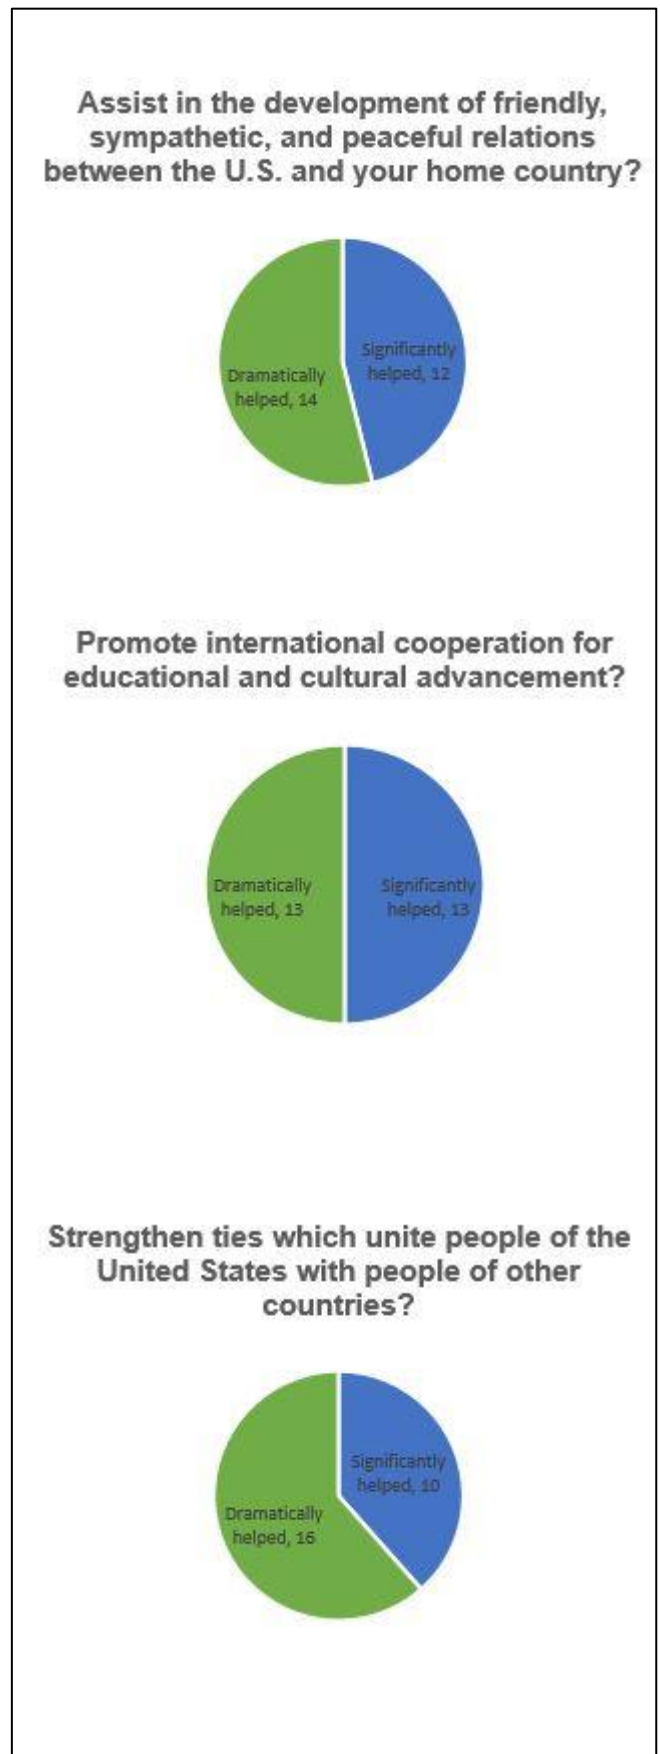 Assist in the development of friendly,
sympathetic, and peaceful relations
between the U.S. and your home country?
Significantly
helped, 12
Dramatically
helped, 14
Promote international cooperation for
educational and cultural advancement?
Dramatically
helped, 13
Significantly
helped, 13
Strengthen ties which unite people of the
United States with people of other
countries?
Significantly
helped, 10
Dramatically
helped, 16